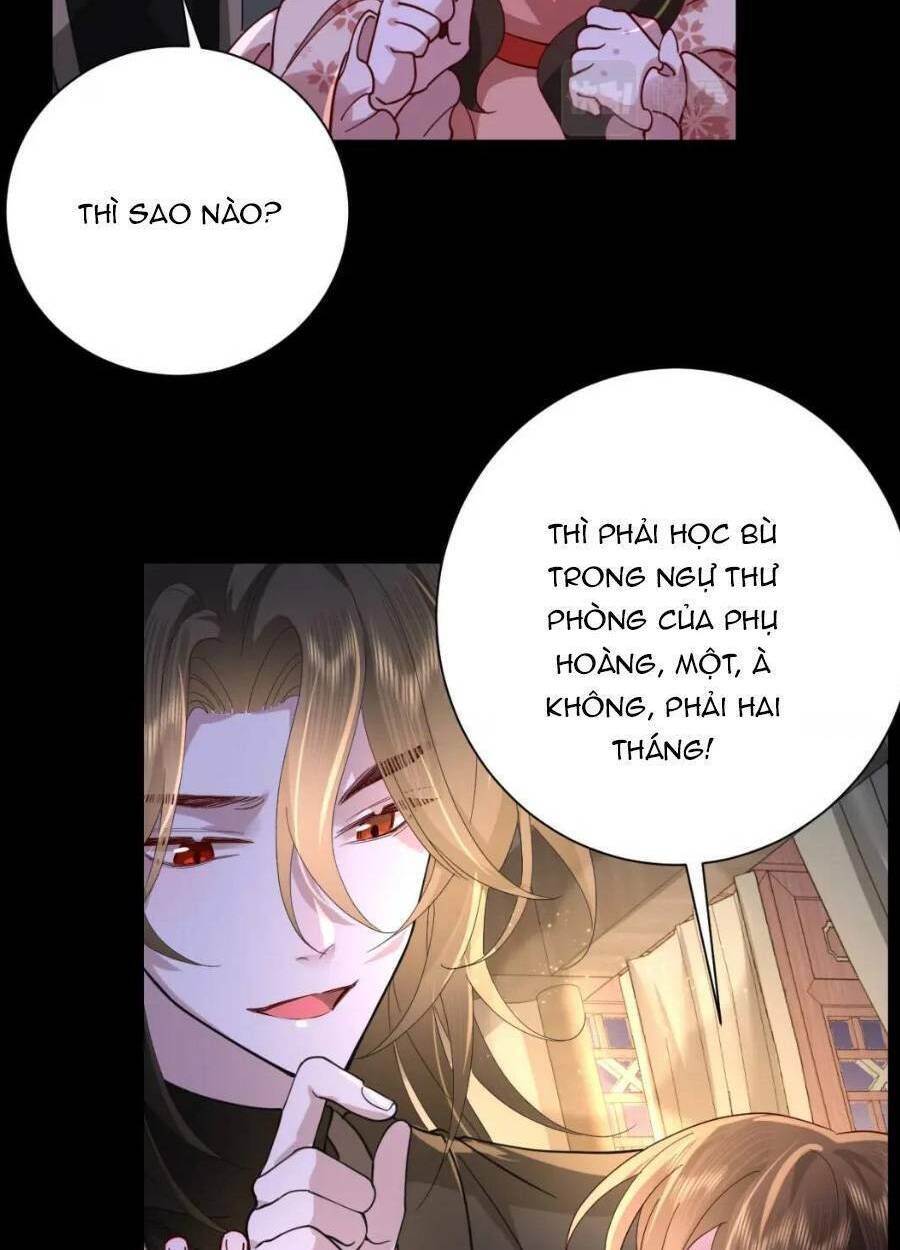 THÌ SAO NÀO?
THÌ PHẢI HỌC BÙ
TRONG NGỰ THƯ
PHÒNG CỦA PHỤ
HOÀNG, MỘT, À
KHÔNG, PHẢI HAI
THÁNG!